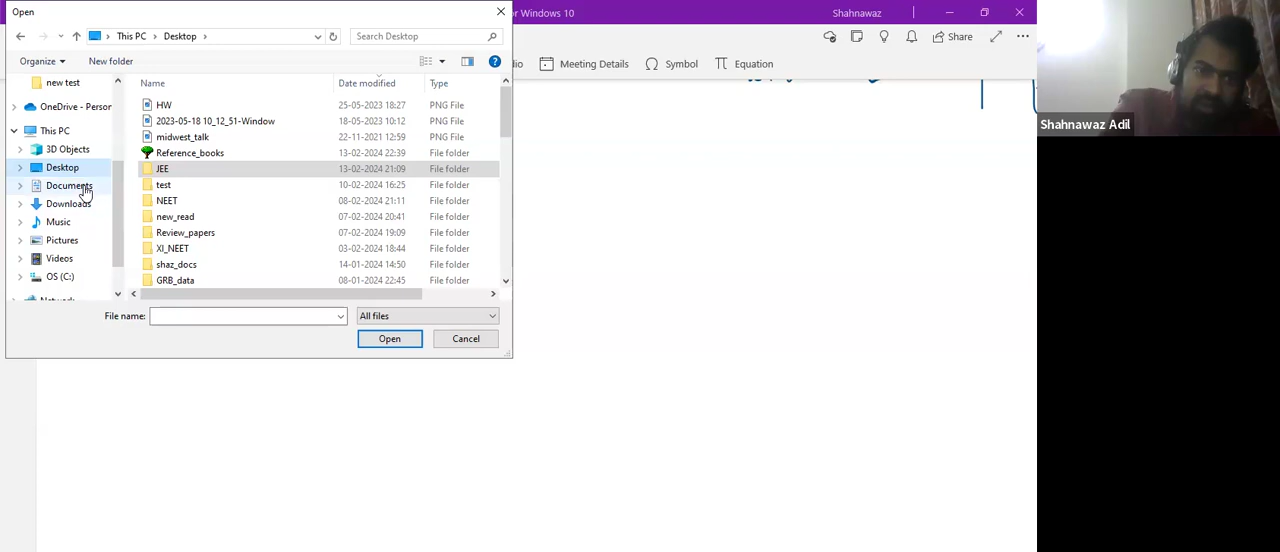 Open
or Windows 10
Shahnawaz
This PC
Desktop
Search Desktop
Organize
New folder
Share
Meeting Details
Symbol
Equation
new test
OneDrive - Person
This PC
3D Objects
Desktop
Documents
Downloads
Music
Pictures
Videos
OS (C:)
Name Date modified Type
HW 25-05-2023 18:27 PNG File
2023-05-18 10_12_51-Window 18-05-2023 10:12 PNG File
midwest_talk 22-11-2021 12:59 PNG File
Reference_books 13-02-2024 22:39 File folder
JEE 13-02-2024 21:09 File folder
test 10-02-2024 16:25 File folder
NEET 08-02-2024 21:11 File folder
new_read 07-02-2024 20:41 File folder
Review_papers 07-02-2024 19:09 File folder
XI_NEET 03-02-2024 18:44 File folder
shaz_docs 14-01-2024 14:50 File folder
GRB_data 08-01-2024 22:45 File folder
File name:
All files
Open
Cancel
Shahnawaz Adil